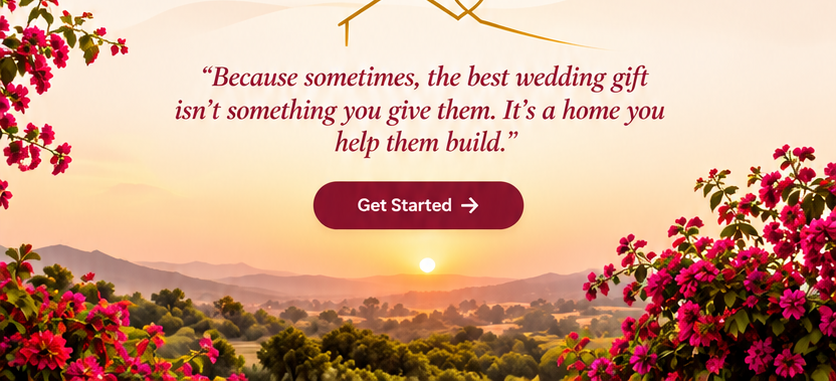 “Because sometimes, the best wedding gift
isn’t something you give them. It’s a home you
help them build.”
Get Started →